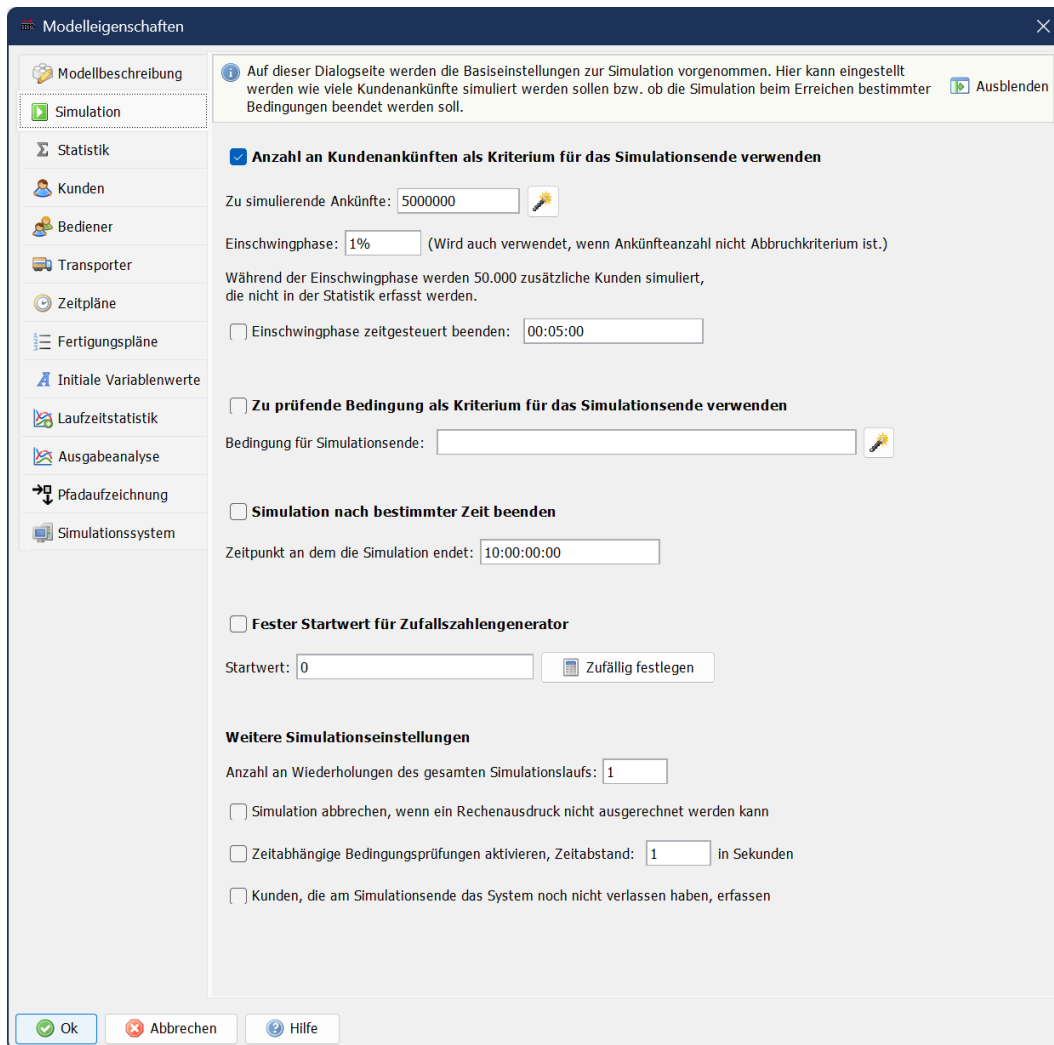 Modelleigenschaften
Modellbeschreibung
Simulation
Statistik
Kunden
Bediener
Transporter
Zeitpläne
Fertigungspläne
Initiale Variablenwerte
Laufzeitstatistik
Ausgabeanalyse
Pfadaufzeichnung
Simulationssystem
Auf dieser Dialogseite werden die Basiseinstellungen zur Simulation vorgenommen. Hier kann eingestellt
werden wie viele Kundenankünfte simuliert werden sollen bzw. ob die Simulation beim Erreichen bestimmter
Bedingungen beendet werden soll.
Ausblenden
Anzahl an Kundenankünften als Kriterium für das Simulationsende verwenden
Zu simulierende Ankünfte: 5000000
Einschwingphase: 1% (Wird auch verwendet, wenn Ankünfteanzahl nicht Abbruchkriterium ist.)
Während der Einschwingphase werden 50.000 zusätzliche Kunden simuliert,
die nicht in der Statistik erfasst werden.
Einschwingphase zeitgesteuert beenden: 00:05:00
Zu prüfende Bedingung als Kriterium für das Simulationsende verwenden
Bedingung für Simulationsende:
Simulation nach bestimmter Zeit beenden
Zeitpunkt an dem die Simulation endet: 10:00:00:00
Fester Startwert für Zufallszahlengenerator
Startwert: 0 Zufällig festlegen
Weitere Simulationseinstellungen
Anzahl an Wiederholungen des gesamten Simulationslaufs: 1
Simulation abbrechen, wenn ein Rechenausdruck nicht ausgerechnet werden kann
Zeitabhängige Bedingungsprüfungen aktivieren, Zeitabstand: 1 in Sekunden
Kunden, die am Simulationsende das System noch nicht verlassen haben, erfassen
Ok Abbrechen Hilfe